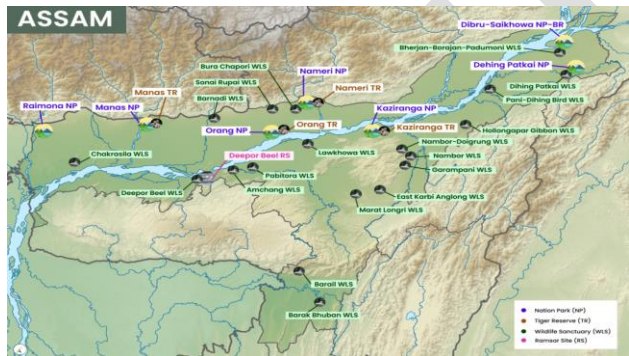 ASSAM
Dibru-Saikhowa NP-BR
Bherjan-Borajan-Padumoni WLS
Bura Chapori WLS
Dehing Patkai NP
Sonai Rupai WLS
Nameri NP
Manas TR
Nameri TR
Dihing Patkai WLS
Barnadi WLS
Pani-Dihing Bird WLS
Raimona NP
Manas NP
Kaziranga NP
Orang NP
Orang TR
Kaziranga TR
Hollongapar Gibbon WLS
Nambor-Doigrung WLS
Chakrasila WLS
Deepor Beel RS
Lawkhowa WLS
Nambor WLS
Pabitora WLS
Garampani WLS
Deepor Beel WLS
Amchang WLS
East Karbi Anglong WLS
Marat Longri WLS
Barail WLS
Barak Bhuban WLS
Nation Park (NP)
Tiger Reserve (TR)
Wildlife Sanctuary (WLS)
Ramsar Site (RS)